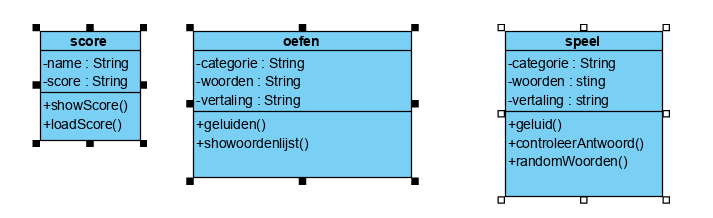 score
-name : String
-score : String
+showScore()
+loadScore()
oefen
-categorie : String
-woorden : String
-vertaling : String
+geluiden()
+showoordenlijst()
speel
-categorie : String
-woorden : sting
-vertaling : string
+geluid()
+controleerAntwoord()
+randomWoorden()